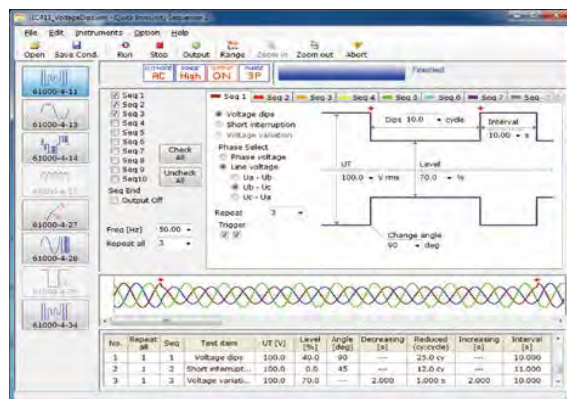 IEC411_VoltageDips.xml - Quick Immunity Sequencer 2
File Edit Instruments Option Help
Open Save Cond. Run Stop Output Range Zoom in Zoom out Abort
AC High ON 3P
Finished
61000-4-11
61000-4-13
61000-4-14
61000-4-27
61000-4-28
61000-4-34
Seq 1
Seq 2
Seq 3
Seq 4
Seq 5
Seq 6
Seq 7
Seq 8
Seq 9
Seq10
Check All
Uncheck All
Seq End
Output Off
Freq [Hz] 50.00
Repeat all 3
Seq 1 Seq 2 Seq 3 Seq 4 Seq 5 Seq 6 Seq 7 Seq
Voltage dips
Short interruption
Voltage variation
Phase Select
Phase voltage
Line voltage
Ua - Ub
Ub - Uc
Uc - Ua
Repeat 3
Trigger
Dips 10.0 cycle
Interval
10.00 s
UT
100.0 V rms
Level
70.0 %
Change angle
90 deg
No. Repeat all Seq Test item UT [V] Level [%] Angle [deg] Decreasing [s] Reduced (cy:cycle) Increasing [s] Interval [s]
1 1 1 Voltage dips 100.0 40.0 90 --- 25.0 cy --- 10.000
2 1 2 Short interrupt... 100.0 0.0 45 --- 12.0 cy --- 11.000
3 1 3 Voltage variati... 100.0 70.0 --- 2.000 1.000 s 2.000 10.000